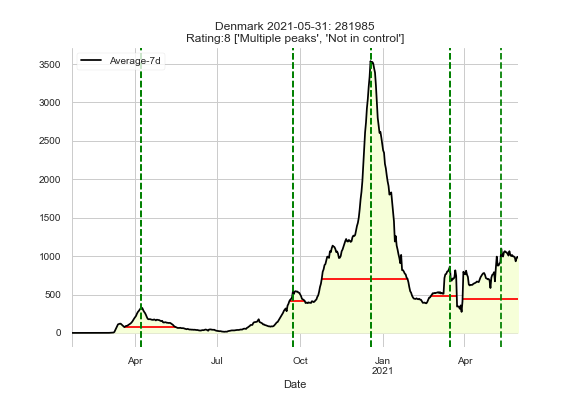 Denmark 2021-05-31: 281985
Rating:8 ['Multiple peaks', 'Not in control']
Average-7d
3500
3000
2500
2000
1500
1000
500
0
Apr
Jul
Oct
Jan
2021
Apr
Date